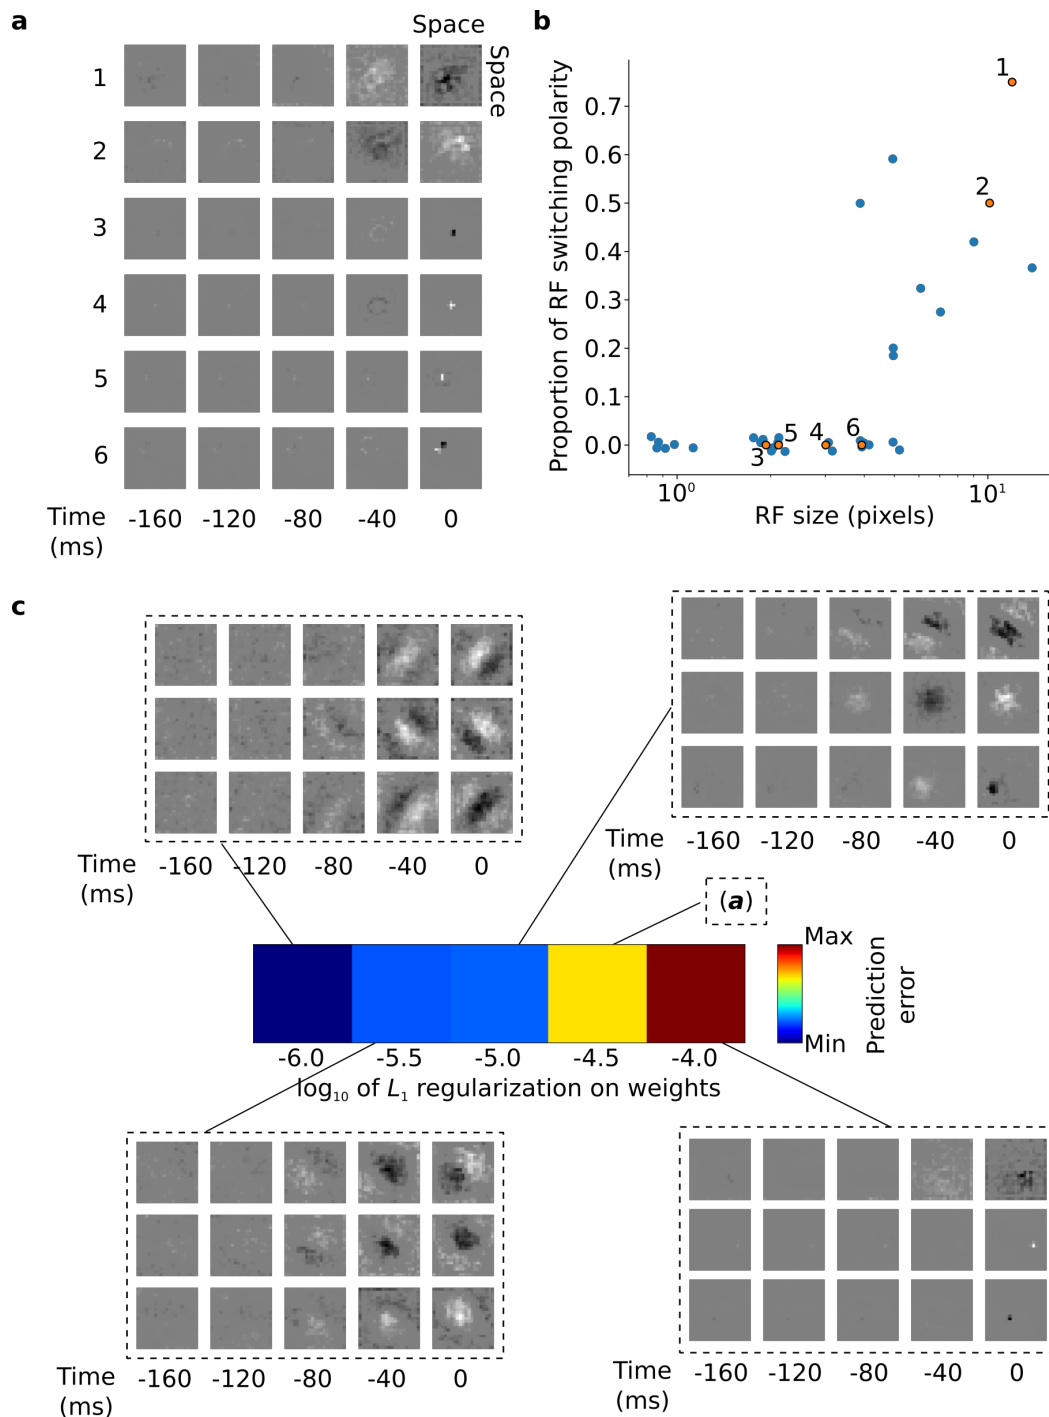 a
Space
Space
1
2
3
4
5
6
Time
(ms)
-160 -120 -80 -40 0
b
Proportion of RF switching polarity
0.7
0.6
0.5
0.4
0.3
0.2
0.1
0.0
1
2
5
4
6
3
10⁰ 10¹
RF size (pixels)
c
Time
(ms)
-160 -120 -80 -40 0
Time
(ms)
-160 -120 -80 -40 0
(a)
Max
Min
Prediction
error
-6.0 -5.5 -5.0 -4.5 -4.0
log₁₀ of L₁ regularization on weights
Time
(ms)
-160 -120 -80 -40 0
Time
(ms)
-160 -120 -80 -40 0